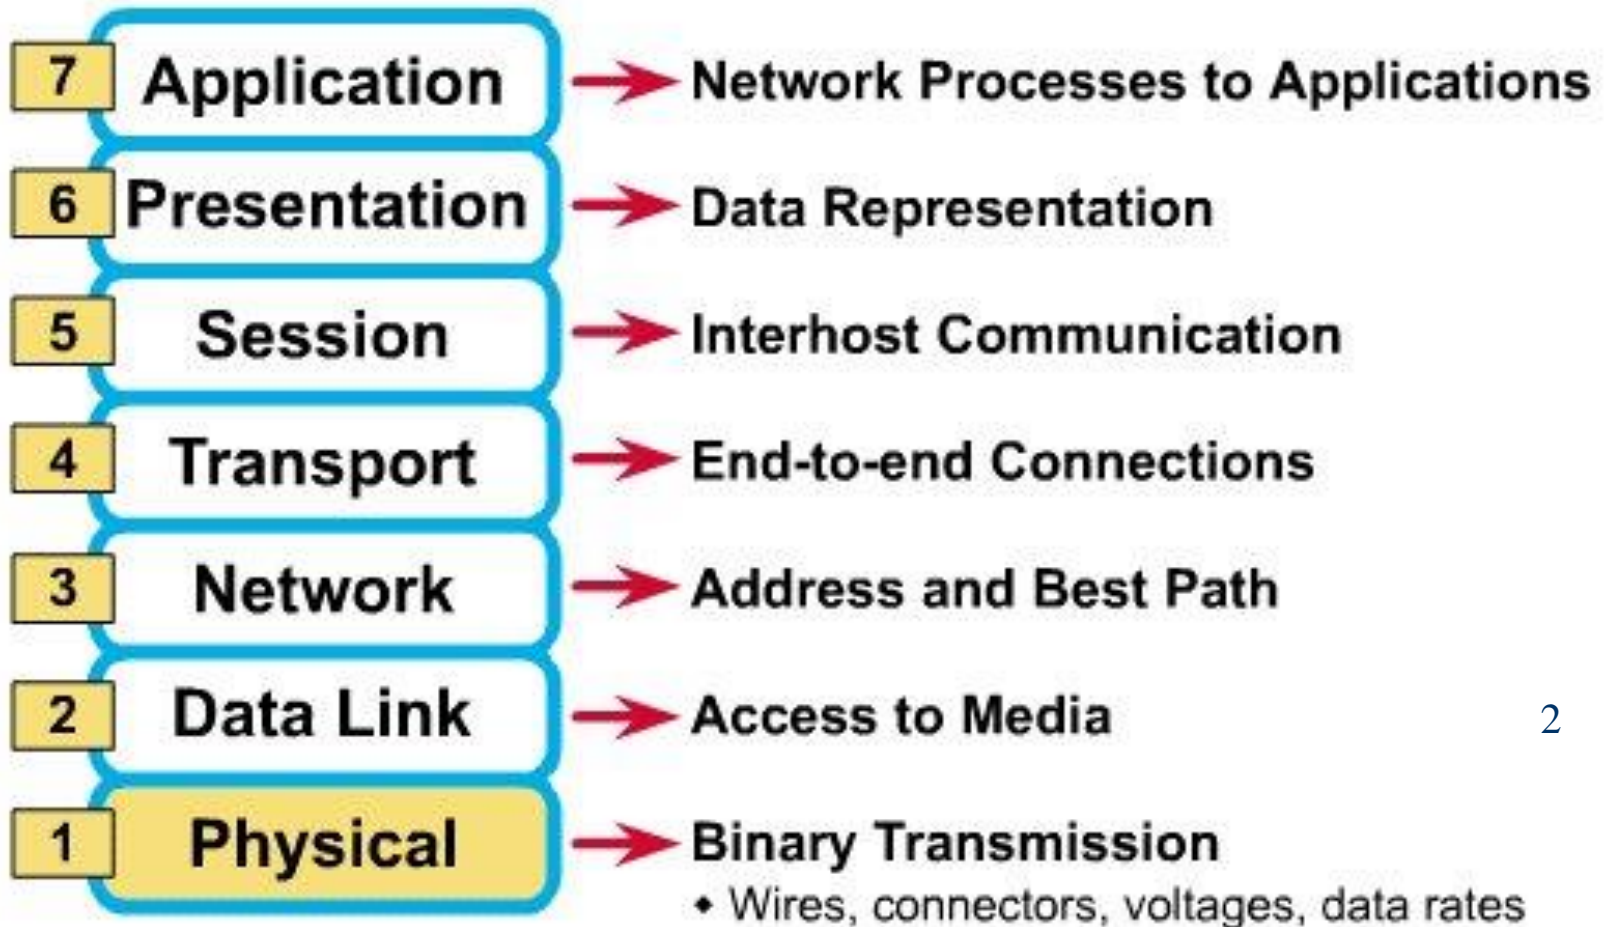 7 Application Network Processes to Applications
6 Presentation Data Representation
5 Session Interhost Communication
4 Transport End-to-end Connections
3 Network Address and Best Path
2 Data Link Access to Media 2
1 Physical Binary Transmission
◆ Wires, connectors, voltages, data rates